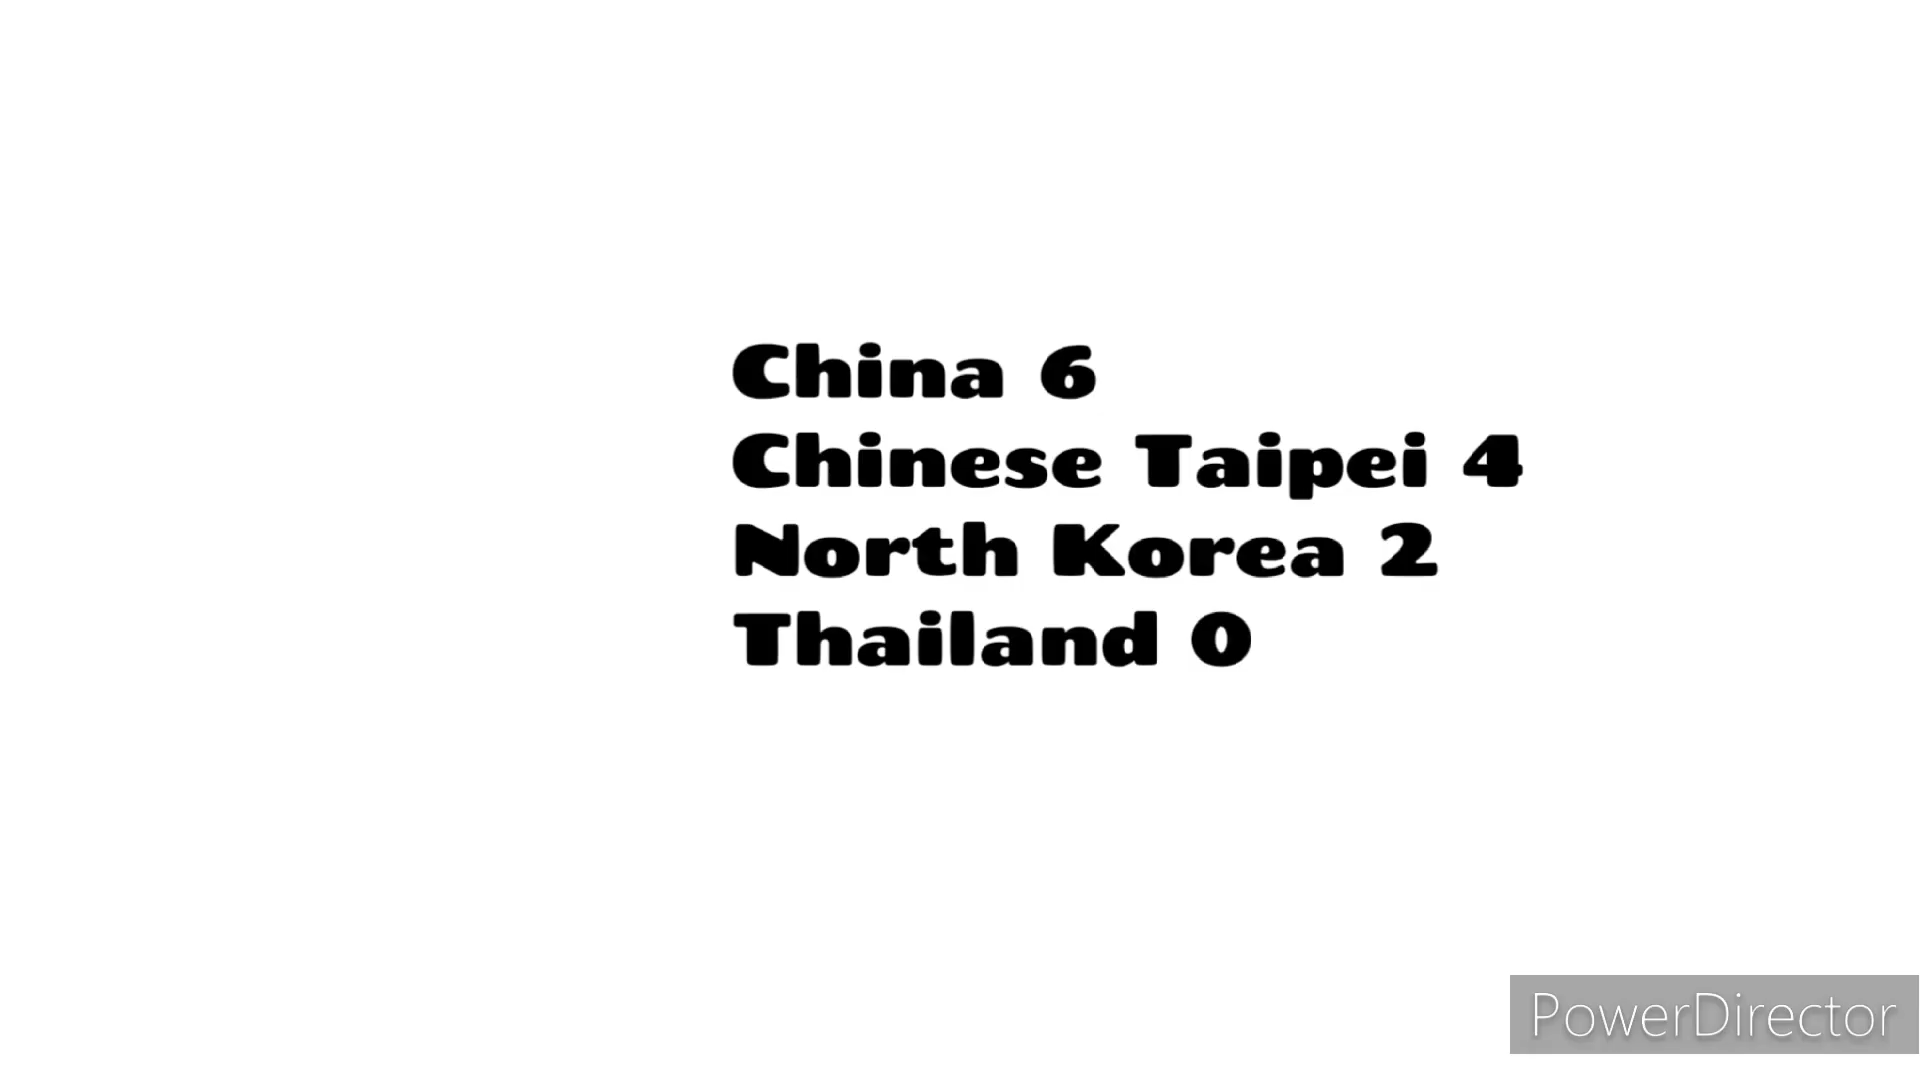 China 6
Chinese Taipei 4
North Korea 2
Thailand 0
PowerDirector